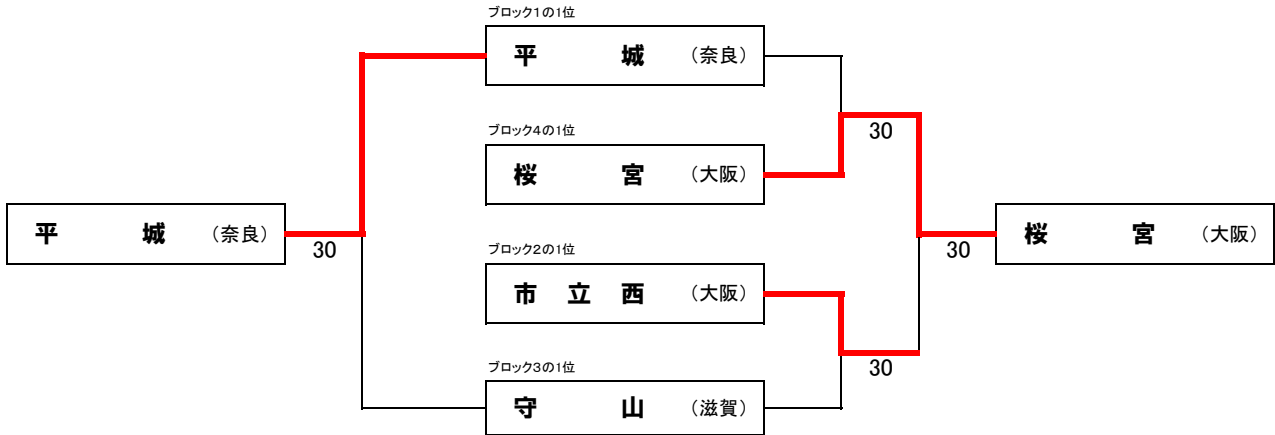 ブロック1の1位
平城 (奈良)
30
ブロック4の1位
桜宮 (大阪)
平城 (奈良)
30
桜宮 (大阪)
30
ブロック2の1位
市立西 (大阪)
30
ブロック3の1位
守山 (滋賀)